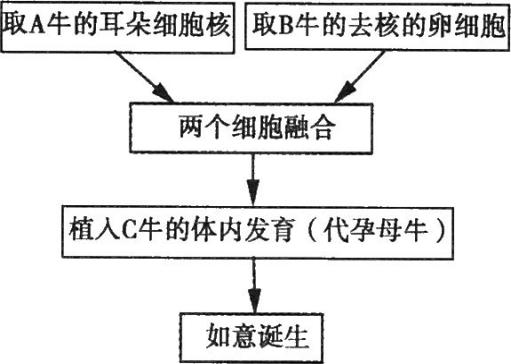 取A牛的耳朵细胞核
取B牛的去核的卵细胞
两个细胞融合
植入C牛的体内发育（代孕母牛）
如意诞生